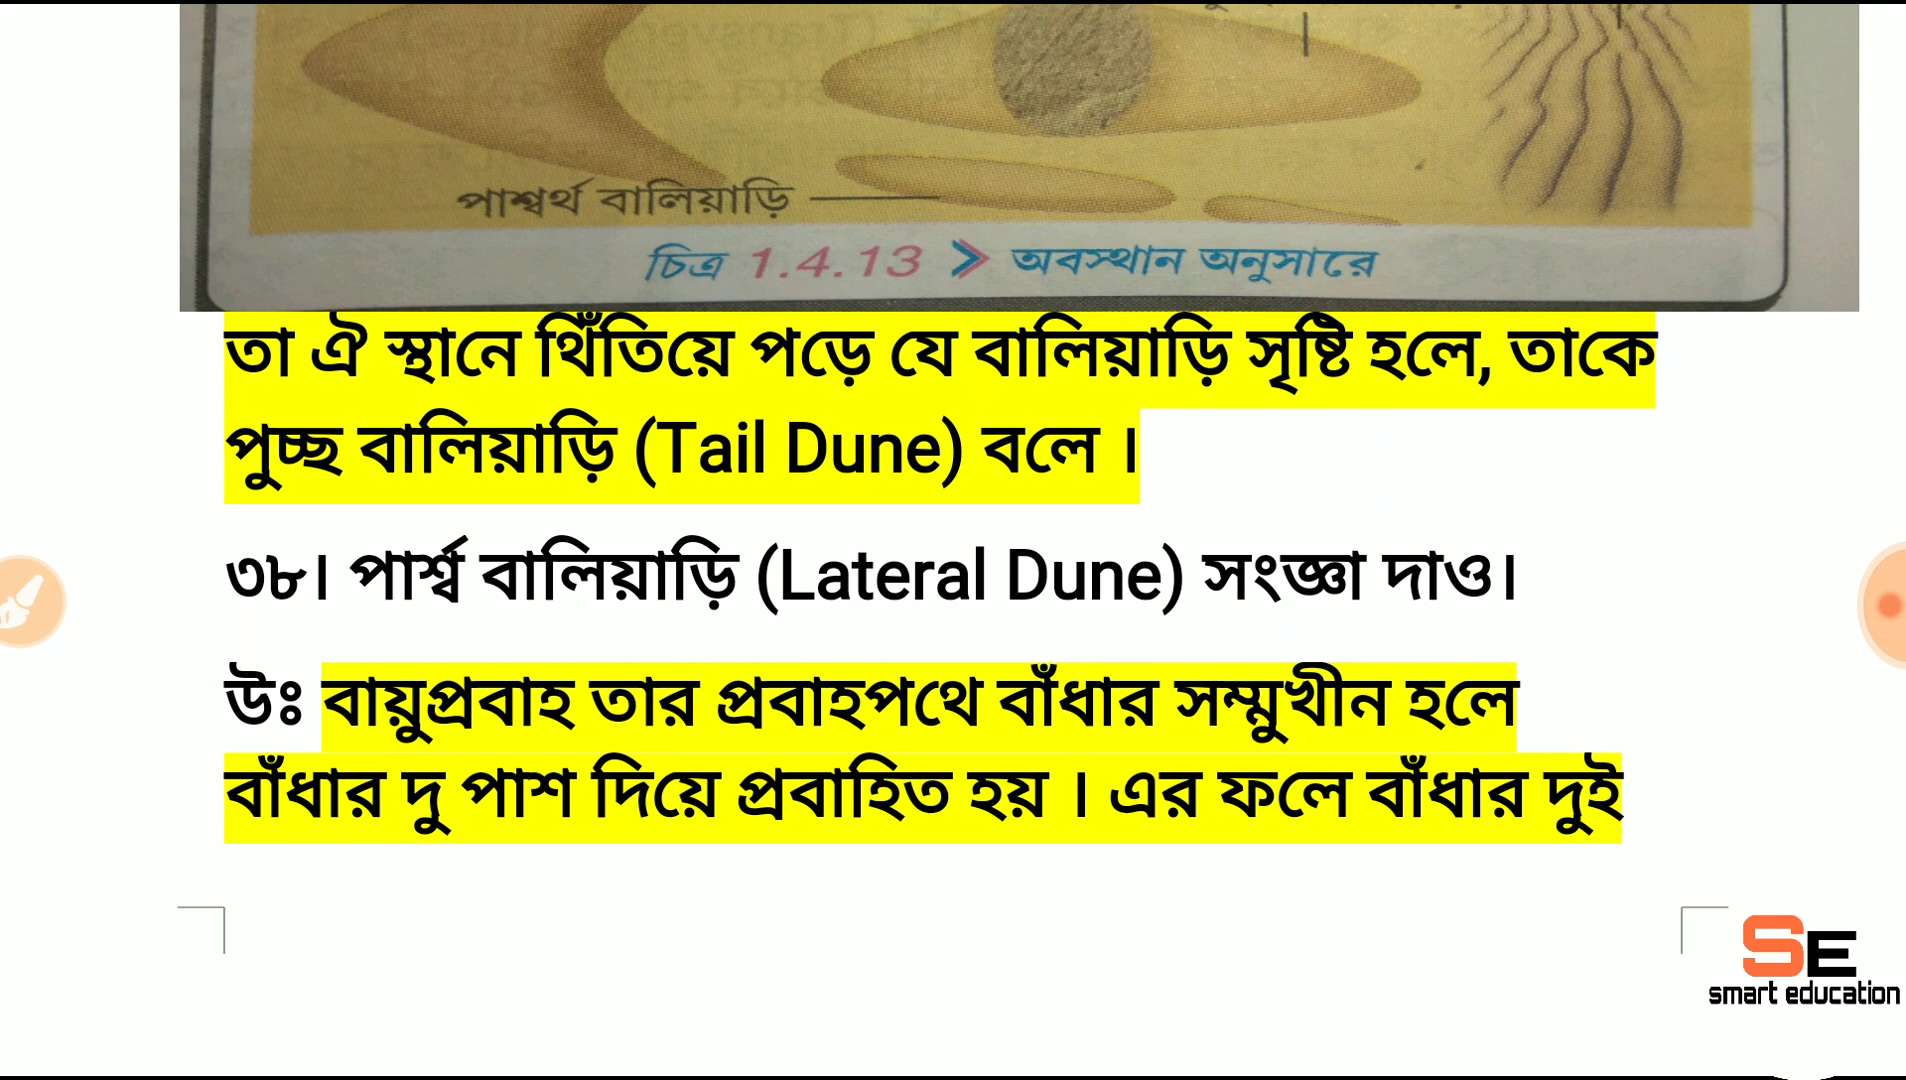 পাশ্বর্থ বালিয়াড়ি
চিত্র 1.4.13 > অবস্থান অনুসারে
তা ঐ স্থানে থিঁতিয়ে পড়ে যে বালিয়াড়ি সৃষ্টি হলে, তাকে
পুচ্ছ বালিয়াড়ি (Tail Dune) বলে ।
৩৮। পার্শ্ব বালিয়াড়ি (Lateral Dune) সংজ্ঞা দাও।
উঃ বায়ুপ্রবাহ তার প্রবাহপথে বাঁধার সম্মুখীন হলে
বাঁধার দু পাশ দিয়ে প্রবাহিত হয় । এর ফলে বাঁধার দুই
SE
smart education